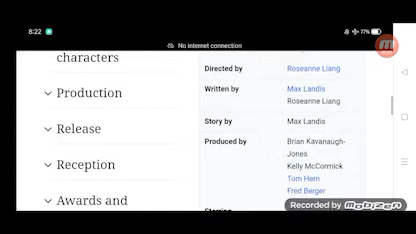 8:22
77%
No internet connection
characters
Production
Release
Reception
Awards and
Directed by Roseanne Liang
Written by Max Landis
Roseanne Liang
Story by Max Landis
Produced by Brian Kavanaugh-
Jones
Kelly McCormick
Tom Hern
Fred Berger
Starring
Recorded by mobizen